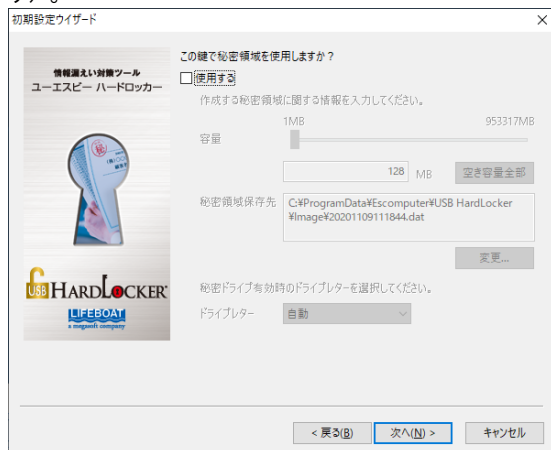 初期設定ウイザード
この鍵で秘密領域を使用しますか？
使用する
作成する秘密領域に関する情報を入力してください。
1MB 953317MB
容量
128 MB 空き容量全部
秘密領域保存先 C:¥ProgramData¥Escomputer¥USB HardLocker
¥Image¥20201109111844.dat
変更...
秘密ドライブ有効時のドライブレターを選択してください。
ドライブレター 自動
< 戻る(B) 次へ(N) > キャンセル
情報漏えい対策ツール
ユーエスビー ハードロッカー
USB HARDLOCKER
LIFEBOAT
a megasoft company